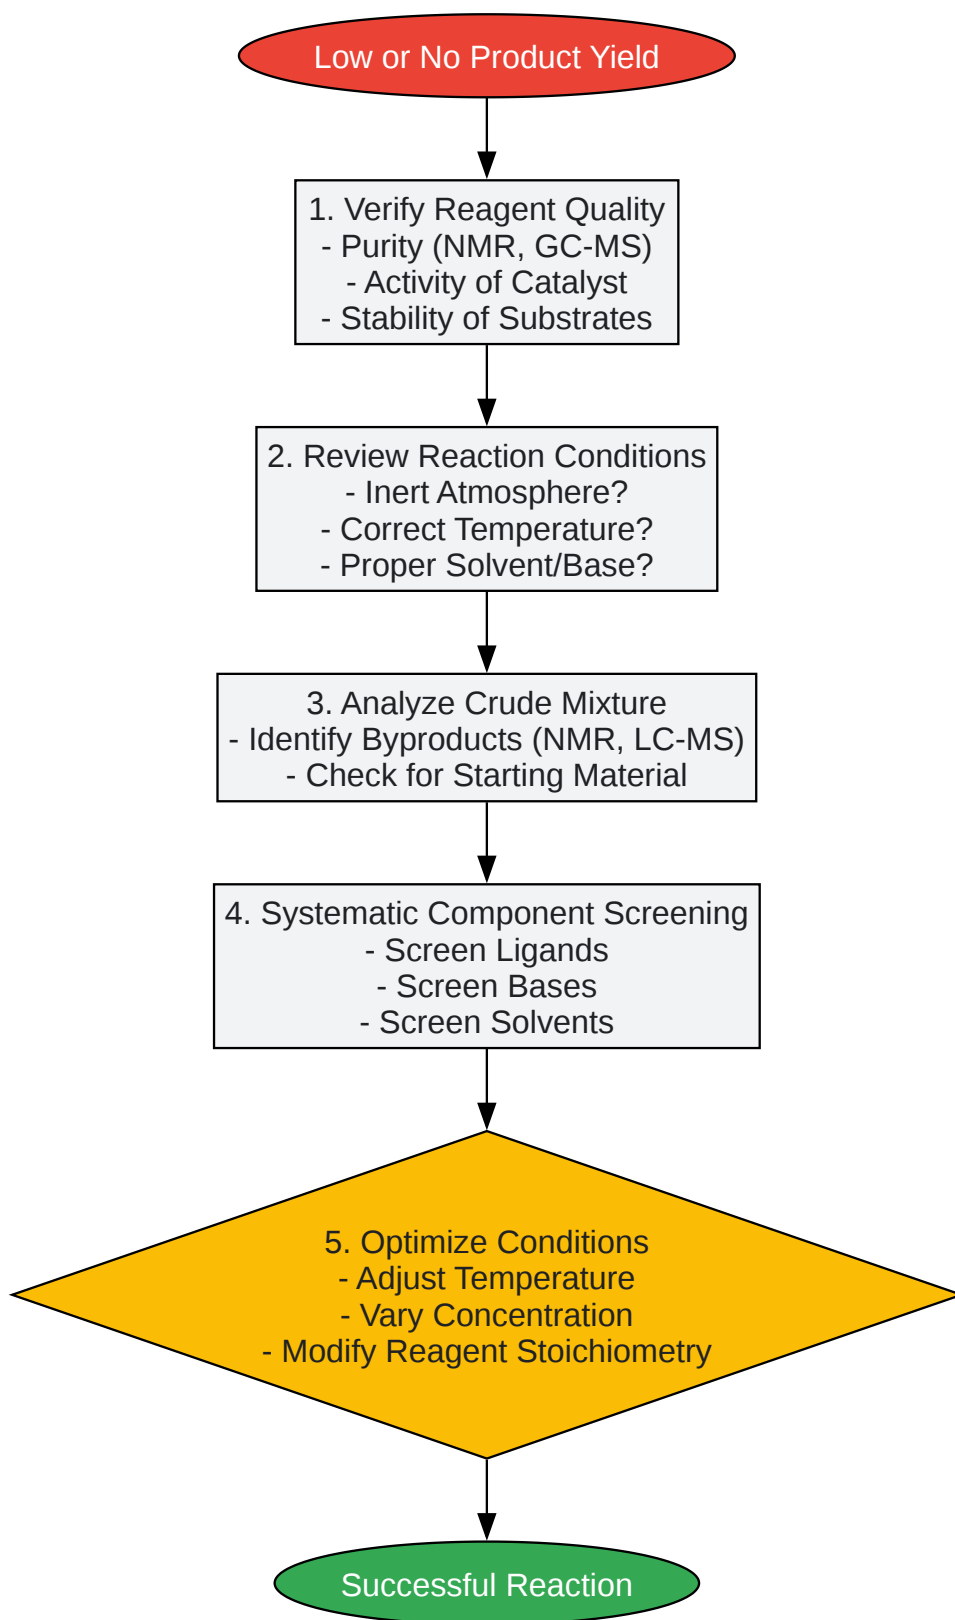 Low or No Product Yield
1. Verify Reagent Quality
- Purity (NMR, GC-MS)
- Activity of Catalyst
- Stability of Substrates
2. Review Reaction Conditions
- Inert Atmosphere?
- Correct Temperature?
- Proper Solvent/Base?
3. Analyze Crude Mixture
- Identify Byproducts (NMR, LC-MS)
- Check for Starting Material
4. Systematic Component Screening
- Screen Ligands
- Screen Bases
- Screen Solvents
5. Optimize Conditions
- Adjust Temperature
- Vary Concentration
- Modify Reagent Stoichiometry
Successful Reaction